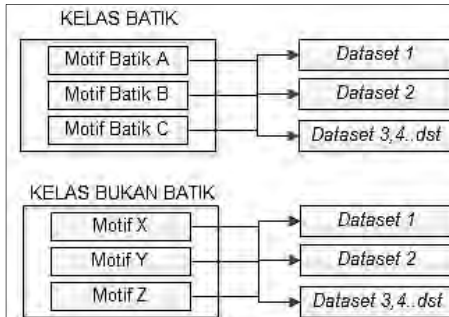 KELAS BATIK
Motif Batik A
Dataset 1
Motif Batik B
Dataset 2
Motif Batik C
Dataset 3,4..dst
KELAS BUKAN BATIK
Motif X
Dataset 1
Motif Y
Dataset 2
Motif Z
Dataset 3,4..dst